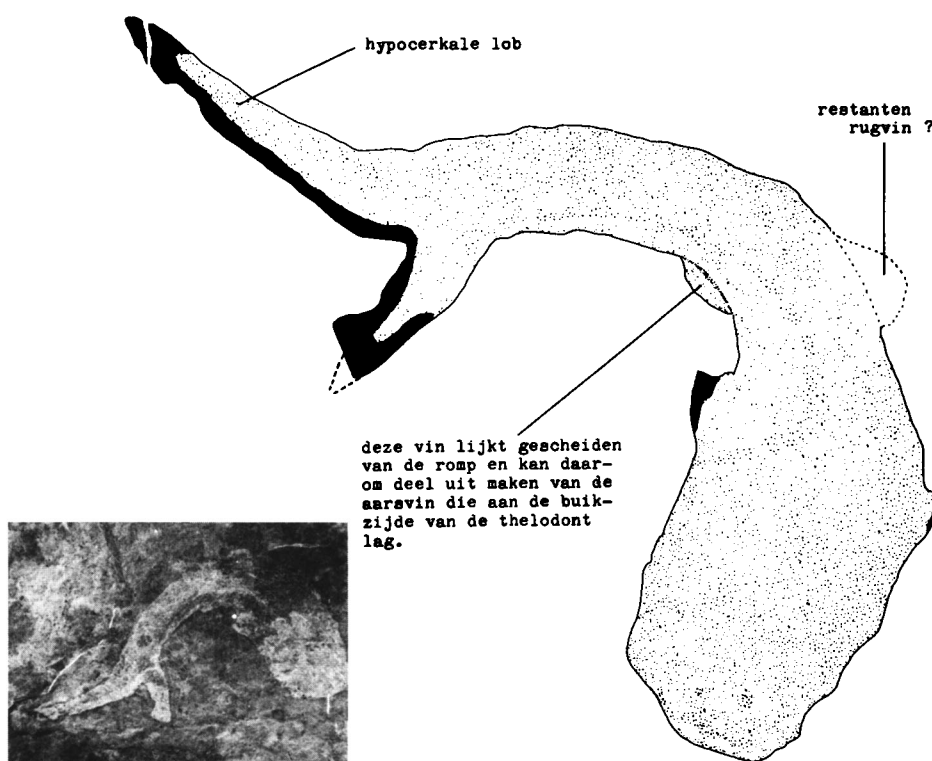 hypocerkale lob
restanten
rugvin ?
deze vin lijkt gescheiden
van de romp en kan daar-
om deel uit maken van de
aarsvin die aan de buik-
zijde van de thelodont
lag.